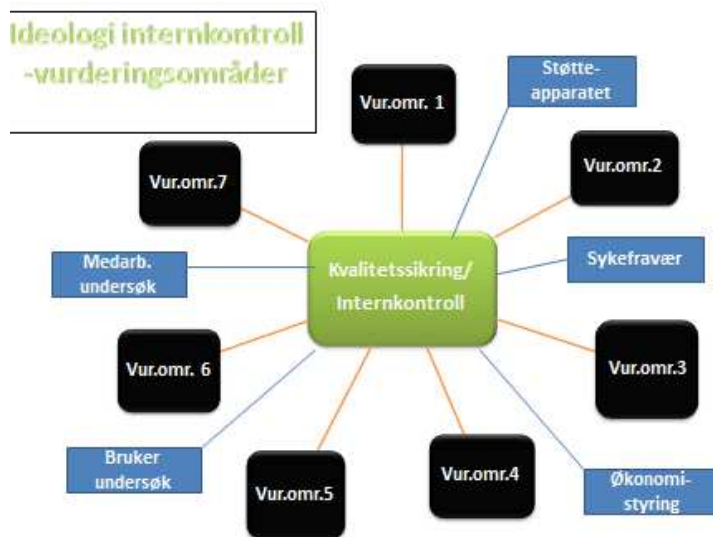 Ideologi internkontroll
-vurderingsområder
Vur.omr. 1
Støtte-
apparatet
Vur.omr.2
Vur.omr.7
Medarb.
undersøk
Kvalitetssikring/
Internkontroll
Sykefravær
Vur.omr. 6
Vur.omr.3
Bruker
undersøk
Vur.omr.5
Vur.omr.4
Økonomi-
styring